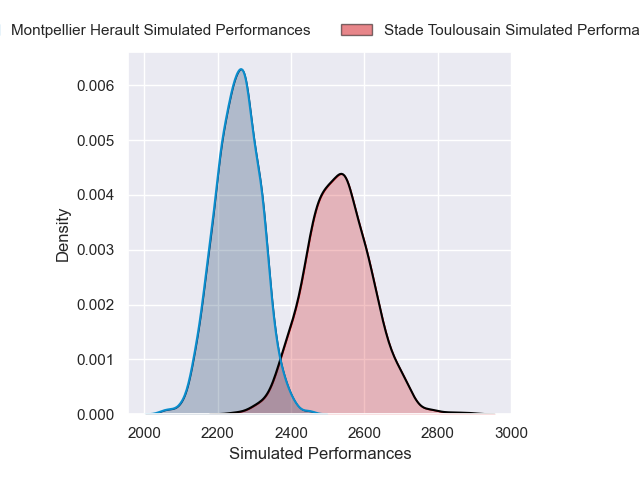 Montpellier Herault Simulated Performances Stade Toulousain Simulated Performa
0.006
0.005
0.004
0.003
0.002
0.001
0.000
Density
2000 2200 2400 2600 2800 3000
Simulated Performances